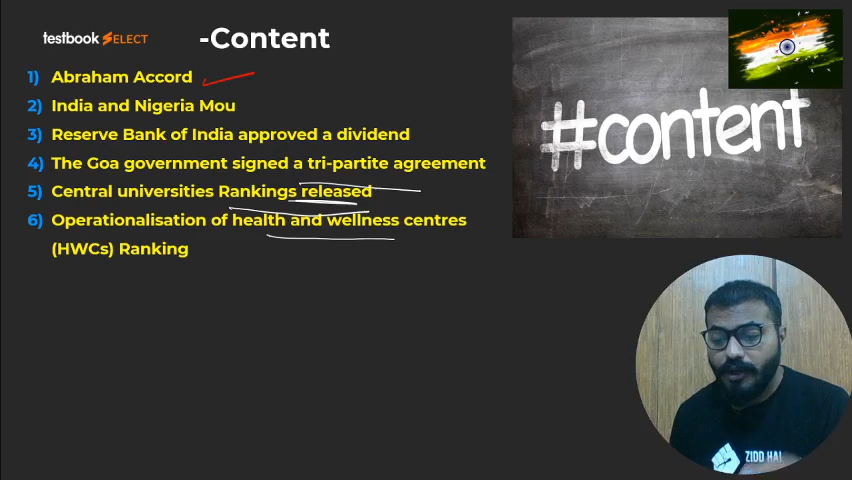 testbook SELECT
-Content
1) Abraham Accord
2) India and Nigeria Mou
3) Reserve Bank of India approved a dividend
4) The Goa government signed a tri-partite agreement
5) Central universities Rankings released
6) Operationalisation of health and wellness centres
(HWCs) Ranking
#content
ZIDD HAI